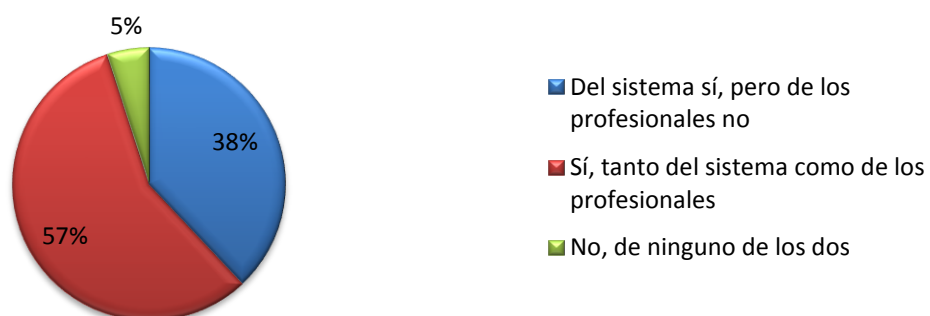 5%
38%
57%
Del sistema sí, pero de los
profesionales no
Sí, tanto del sistema como de los
profesionales
No, de ninguno de los dos